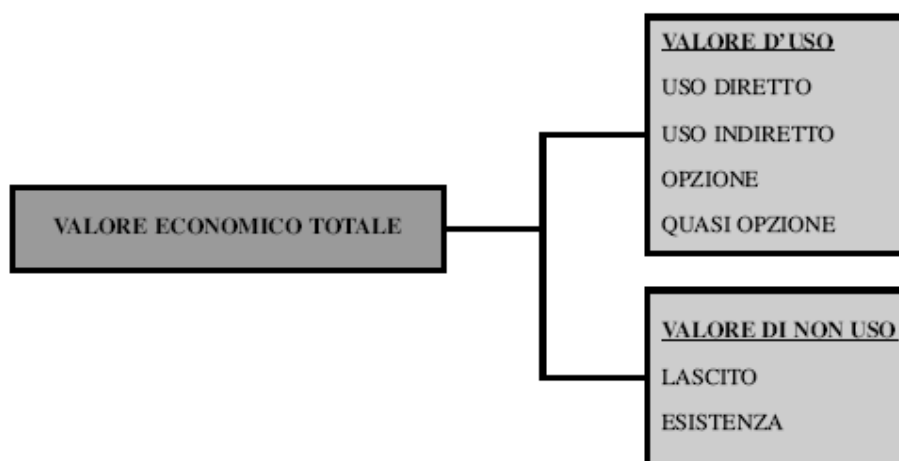 VALORE D'USO
USO DIRETTO
USO INDIRETTO
OPZIONE
QUASI OPZIONE
VALORE ECONOMICO TOTALE
VALORE DI NON USO
LASCITO
ESISTENZA